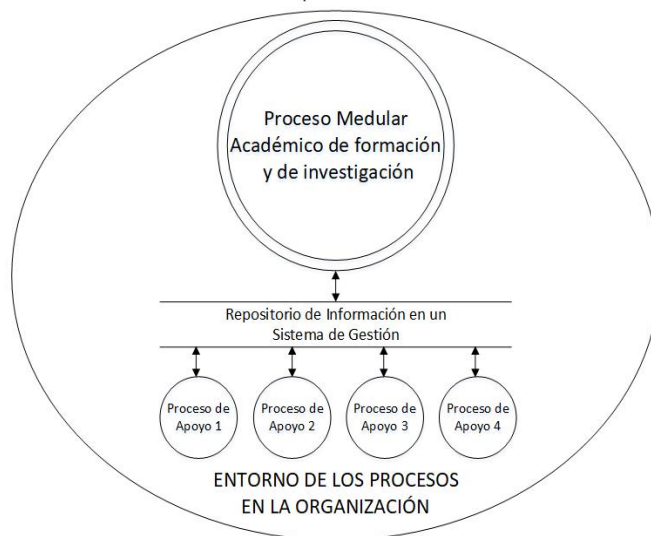 Proceso Medular
Académico de formación
y de investigación
Repositorio de Información en un
Sistema de Gestión
Proceso de
Apoyo 1
Proceso de
Apoyo 2
Proceso de
Apoyo 3
Proceso de
Apoyo 4
ENTORNO DE LOS PROCESOS
EN LA ORGANIZACIÓN